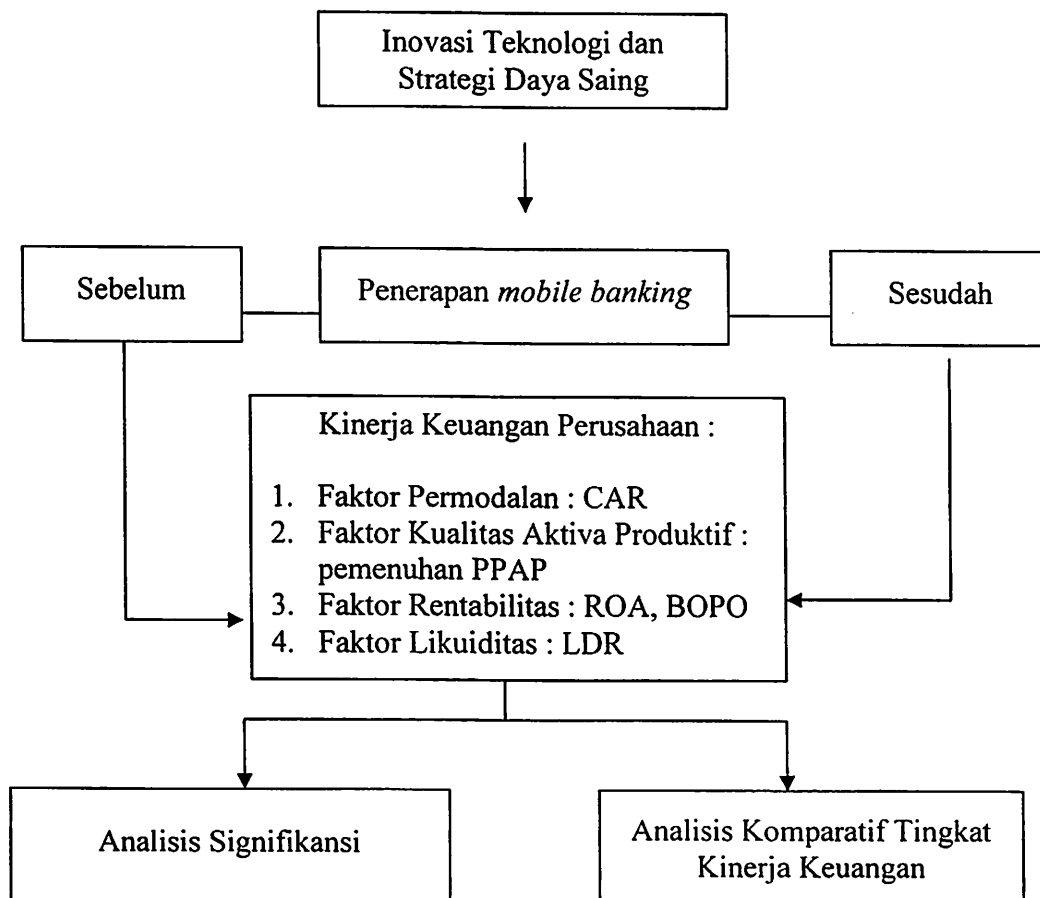 Inovasi Teknologi dan
Strategi Daya Saing
Sebelum
Penerapan mobile banking
Sesudah
Kinerja Keuangan Perusahaan :
1. Faktor Permodalan : CAR
2. Faktor Kualitas Aktiva Produktif :
pemenuhan PPAP
3. Faktor Rentabilitas : ROA, BOPO
4. Faktor Likuiditas : LDR
Analisis Signifikansi
Analisis Komparatif Tingkat
Kinerja Keuangan